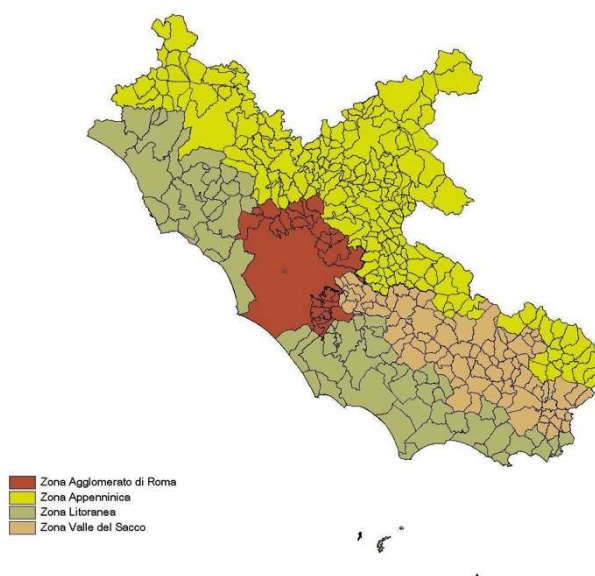 Zona Agglomerato di Roma
Zona Appenninica
Zona Litoranea
Zona Valle del Sacco